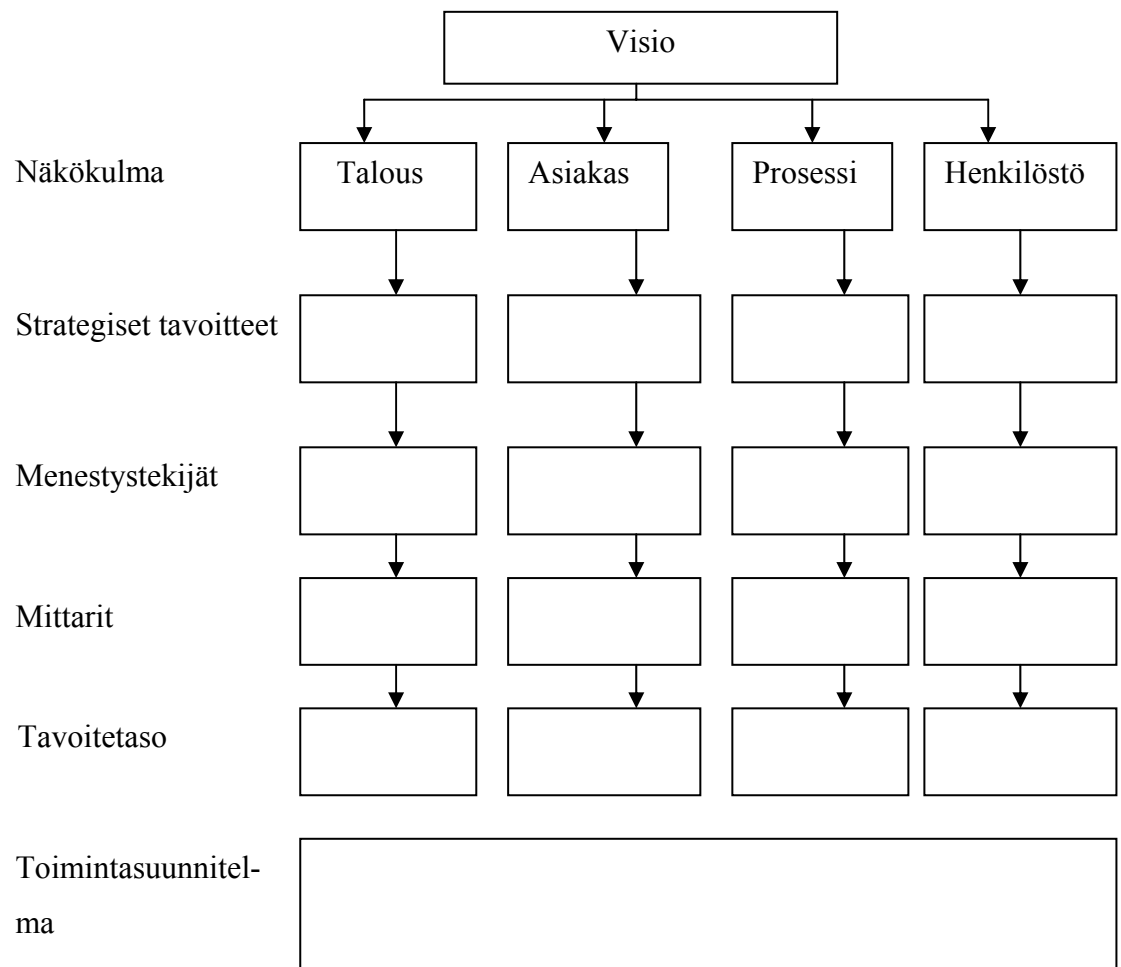 Visio
Näkökulma
Talous
Asiakas
Prosessi
Henkilöstö
Strategiset tavoitteet
Menestystekijät
Mittarit
Tavoitetaso
Toimintasuunnitel-
ma